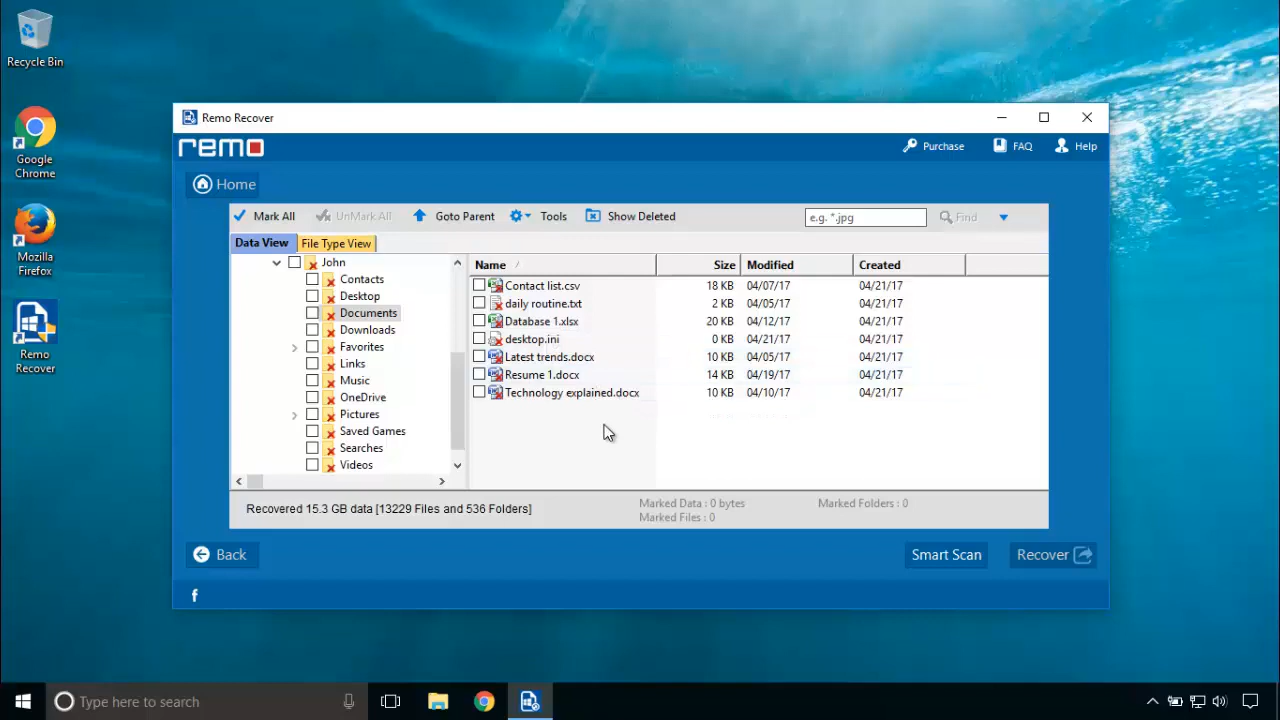 Recycle Bin
Google
Chrome
Mozilla
Firefox
Remo
Recover
Remo Recover
remo
Purchase FAQ Help
Home
Mark All UnMark All Goto Parent Tools Show Deleted e.g. *.jpg Find
Data View File Type View
John
Contacts
Desktop
Documents
Downloads
Favorites
Links
Music
OneDrive
Pictures
Saved Games
Searches
Videos
Name Size Modified Created
Contact list.csv 18 KB 04/07/17 04/21/17
daily routine.txt 2 KB 04/05/17 04/21/17
Database 1.xlsx 20 KB 04/12/17 04/21/17
desktop.ini 0 KB 04/21/17 04/21/17
Latest trends.docx 10 KB 04/05/17 04/21/17
Resume 1.docx 14 KB 04/19/17 04/21/17
Technology explained.docx 10 KB 04/10/17 04/21/17
Recovered 15.3 GB data [13229 Files and 536 Folders]
Marked Data : 0 bytes Marked Folders : 0
Marked Files : 0
Back Smart Scan Recover
f
Type here to search